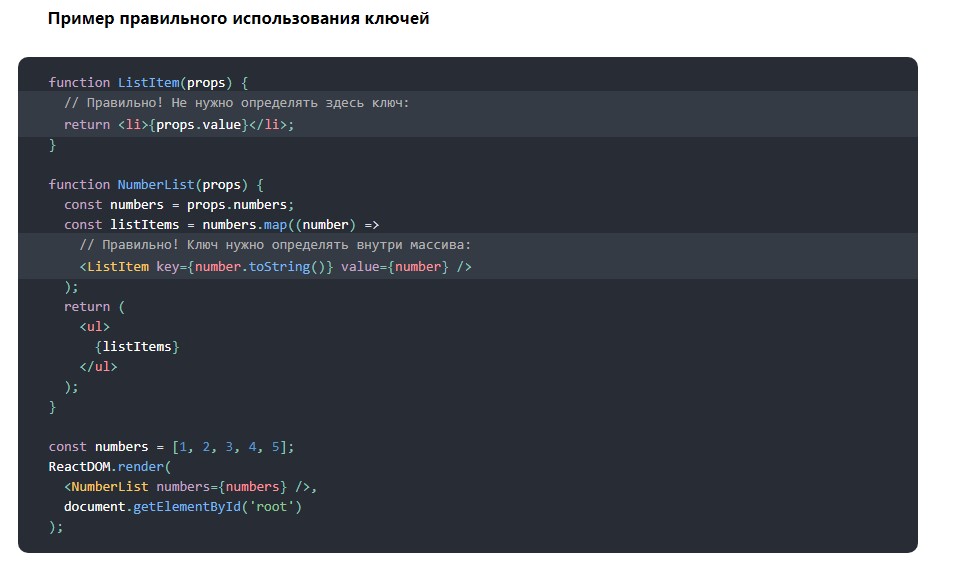 Пример правильного использования ключей
function ListItem(props) {
  // Правильно! Не нужно определять здесь ключ:
  return <li>{props.value}</li>;
}

function NumberList(props) {
  const numbers = props.numbers;
  const listItems = numbers.map((number) =>
    // Правильно! Ключ нужно определять внутри массива:
    <ListItem key={number.toString()} value={number} />
  );
  return (
    <ul>
      {listItems}
    </ul>
  );
}

const numbers = [1, 2, 3, 4, 5];
ReactDOM.render(
  <NumberList numbers={numbers} />,
  document.getElementById('root')
);